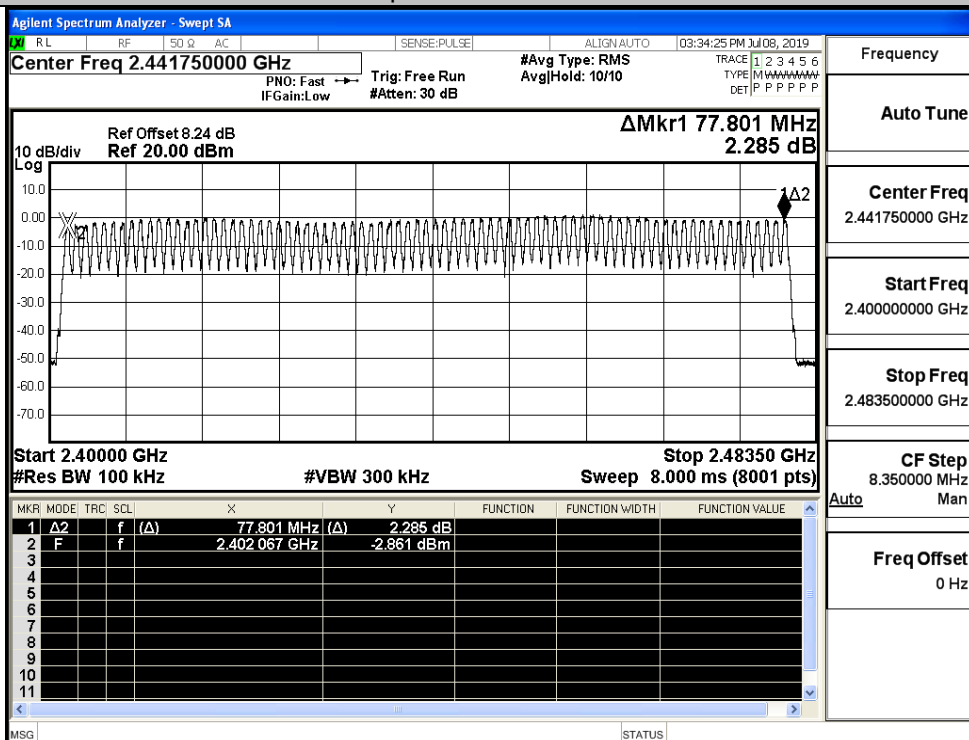 Agilent Spectrum Analyzer - Swept SA
LXI RL RF 50 Ω AC SENSE:PULSE ALIGN AUTO 03:34:25 PM Jul 08, 2019
Center Freq 2.441750000 GHz
PNO: Fast
IFGain:Low
Trig: Free Run
#Atten: 30 dB
#Avg Type: RMS
Avg|Hold: 10/10
TRACE 1 2 3 4 5 6
TYPE M WWWWW
DET P P P P P P
Ref Offset 8.24 dB
10 dB/div Ref 20.00 dBm
Log
ΔMkr1 77.801 MHz
2.285 dB
10.0
0.00
-10.0
-20.0
-30.0
-40.0
-50.0
-60.0
-70.0
1Δ2
2
Start 2.40000 GHz Stop 2.48350 GHz
#Res BW 100 kHz #VBW 300 kHz Sweep 8.000 ms (8001 pts)
MKR MODE TRC SCL X Y FUNCTION FUNCTION WIDTH FUNCTION VALUE
1 Δ2 f (Δ) 77.801 MHz (Δ) 2.285 dB
2 F f 2.402 067 GHz -2.861 dBm
3
4
5
6
7
8
9
10
11
MSG STATUS
Frequency
Auto Tune
Center Freq
2.441750000 GHz
Start Freq
2.400000000 GHz
Stop Freq
2.483500000 GHz
CF Step
8.350000 MHz
Auto Man
Freq Offset
0 Hz